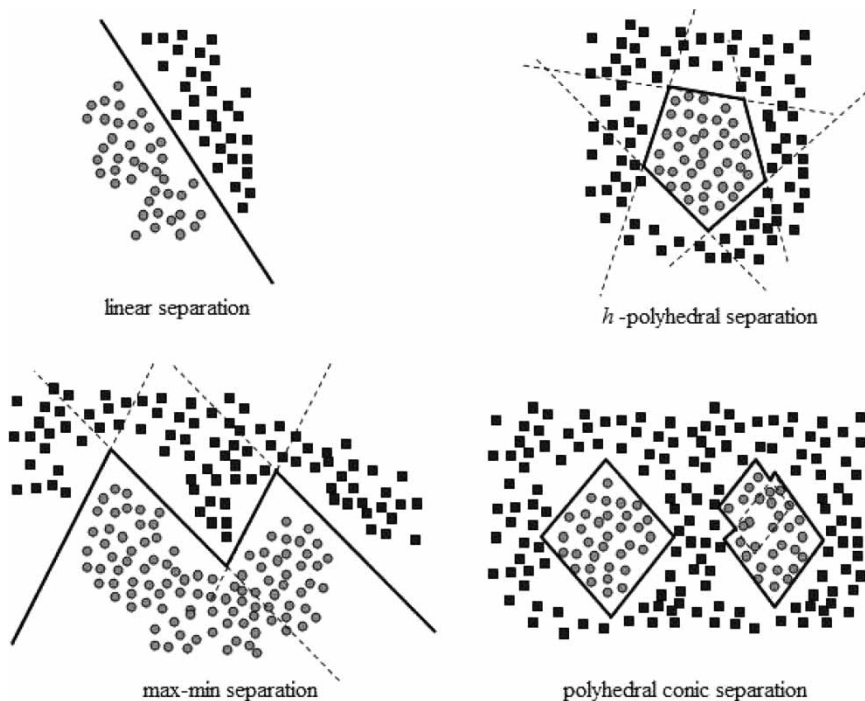 linear separation
h -polyhedral separation
max-min separation
polyhedral conic separation